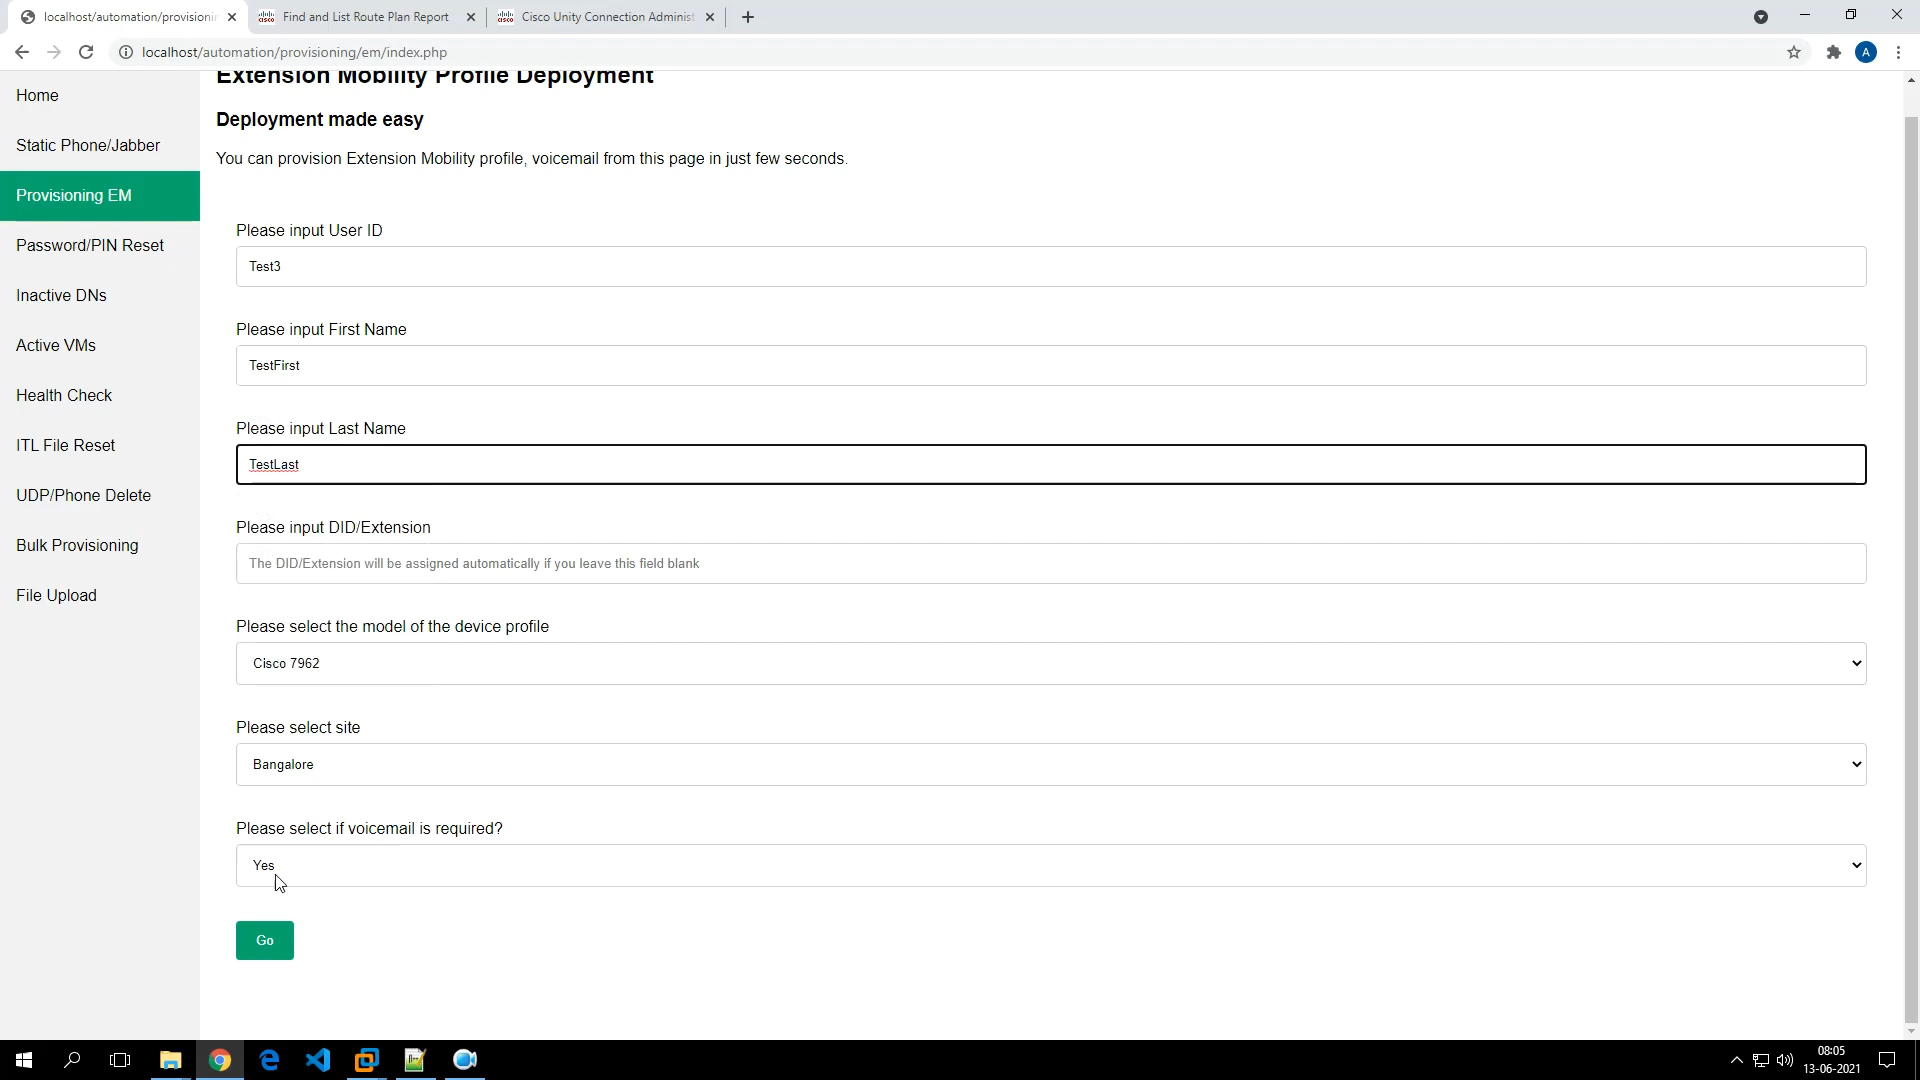 localhost/automation/provisionin
Find and List Route Plan Report
Cisco Unity Connection Administ
localhost/automation/provisioning/em/index.php
A
Extension Mobility Profile Deployment
Home
Deployment made easy
Static Phone/Jabber
You can provision Extension Mobility profile, voicemail from this page in just few seconds.
Provisioning EM
Please input User ID
Password/PIN Reset
Test3
Inactive DNs
Please input First Name
Active VMs
TestFirst
Health Check
Please input Last Name
ITL File Reset
TestLast
UDP/Phone Delete
Please input DID/Extension
Bulk Provisioning
The DID/Extension will be assigned automatically if you leave this field blank
File Upload
Please select the model of the device profile
Cisco 7962
Please select site
Bangalore
Please select if voicemail is required?
Yes
Go
08:05
13-06-2021